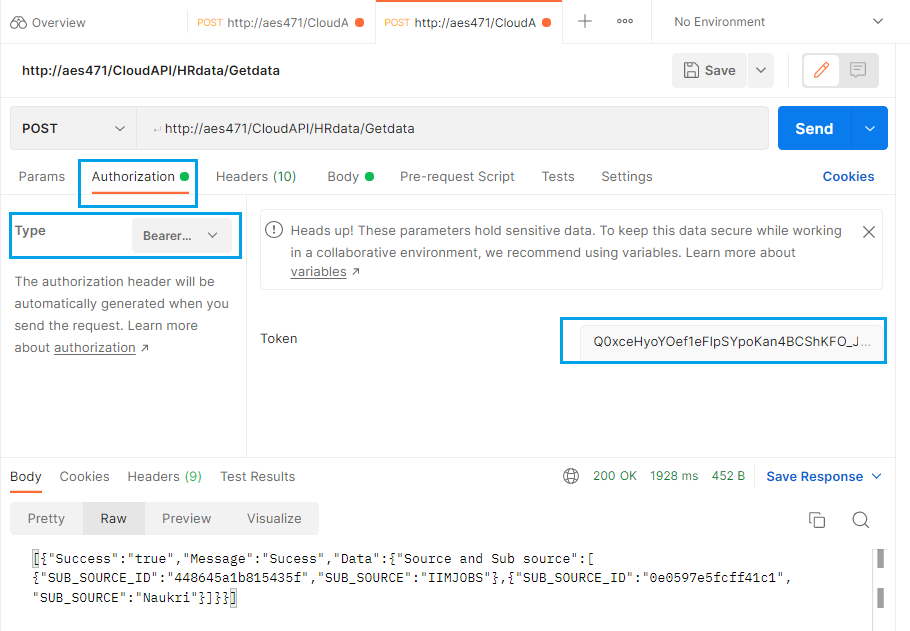 Overview
POST http://aes471/CloudA
POST http://aes471/CloudA
No Environment
http://aes471/CloudAPI/HRdata/Getdata
Save
POST
http://aes471/CloudAPI/HRdata/Getdata
Send
Params
Authorization
Headers (10)
Body
Pre-request Script
Tests
Settings
Cookies
Type
Bearer...
The authorization header will be
automatically generated when you
send the request. Learn more
about authorization ↗
Heads up! These parameters hold sensitive data. To keep this data secure while working
in a collaborative environment, we recommend using variables. Learn more about
variables ↗
Token
Q0xceHyoYOef1eFIpSYpoKan4BCShKFO_J...
Body
Cookies
Headers (9)
Test Results
200 OK
1928 ms
452 B
Save Response
Pretty
Raw
Preview
Visualize
[{"Success":"true","Message":"Sucess","Data":{"Source and Sub source":[
{"SUB_SOURCE_ID":"448645a1b815435f","SUB_SOURCE":"IIMJOBS"},{"SUB_SOURCE_ID":"0e0597e5fcff41c1",
"SUB_SOURCE":"Naukri"}]}}]